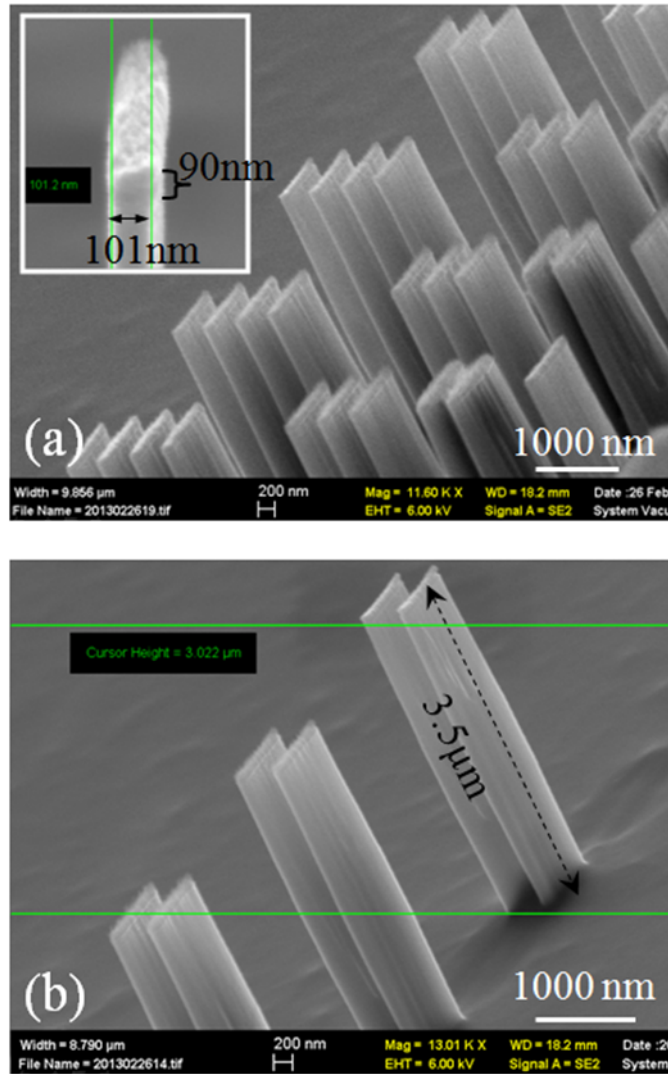 101.2 nm
90nm
101nm
(a)
1000 nm
Width = 9.856 µm
File Name = 2013022619.tif
200 nm
Mag = 11.60 K X
EHT = 6.00 kV
WD = 18.2 mm
Signal A = SE2
Date :26 Feb
System Vacu
Cursor Height = 3.022 µm
3.5µm
(b)
1000 nm
Width = 8.790 µm
File Name = 2013022614.tif
200 nm
Mag = 13.01 K X
EHT = 6.00 kV
WD = 18.2 mm
Signal A = SE2
Date :20
System